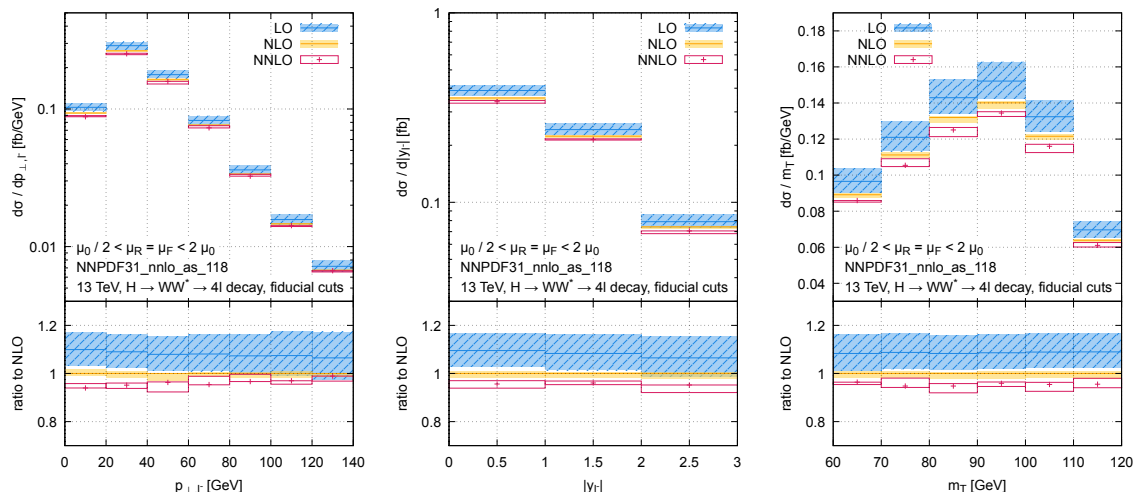 dσ / dp⊥,l⁻ [fb/GeV]
0.1
0.01
LO
NLO
NNLO
μ0 / 2 < μR = μF < 2 μ0
NNPDF31_nnlo_as_118
13 TeV, H → WW* → 4l decay, fiducial cuts
ratio to NLO
1.2
1
0.8
0 20 40 60 80 100 120 140
p⊥,l⁻ [GeV]
dσ / d|yl⁻| [fb]
1
0.1
LO
NLO
NNLO
μ0 / 2 < μR = μF < 2 μ0
NNPDF31_nnlo_as_118
13 TeV, H → WW* → 4l decay, fiducial cuts
ratio to NLO
1.2
1
0.8
0 0.5 1 1.5 2 2.5 3
|yl⁻|
dσ / mT [fb/GeV]
0.2
0.18
0.16
0.14
0.12
0.1
0.08
0.06
0.04
LO
NLO
NNLO
μ0 / 2 < μR = μF < 2 μ0
NNPDF31_nnlo_as_118
13 TeV, H → WW* → 4l decay, fiducial cuts
ratio to NLO
1.2
1
0.8
60 70 80 90 100 110 120
mT [GeV]